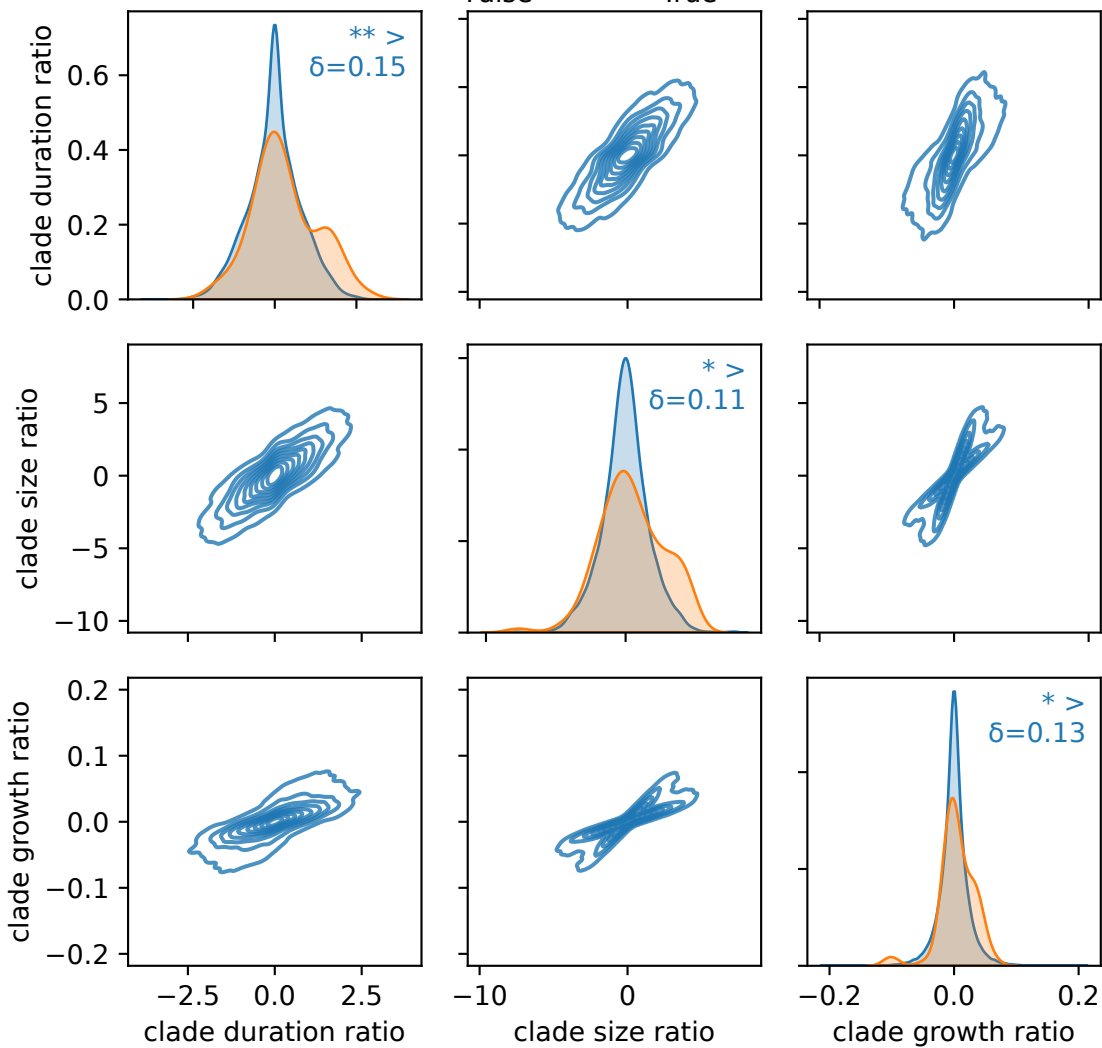 False True
clade duration ratio
0.6
0.4
0.2
0.0
** >
δ=0.15
clade size ratio
5
0
−5
−10
* >
δ=0.11
clade growth ratio
0.2
0.1
0.0
−0.1
−0.2
* >
δ=0.13
−2.5 0.0 2.5
−10 0
−0.2 0.0 0.2
clade duration ratio
clade size ratio
clade growth ratio